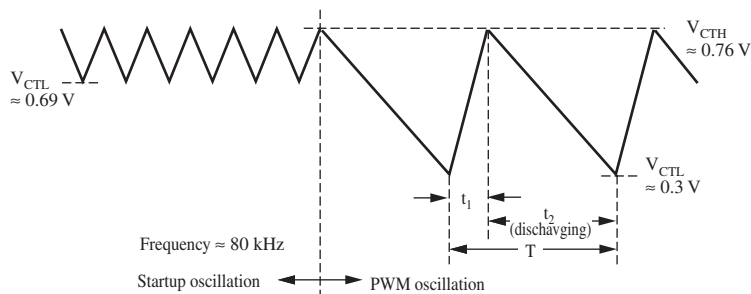 V_CTH
≈ 0.76 V
V_CTL
≈ 0.69 V
V_CTL
≈ 0.3 V
t_1
t_2
(dischavging)
T
Frequency ≈ 80 kHz
Startup oscillation
PWM oscillation